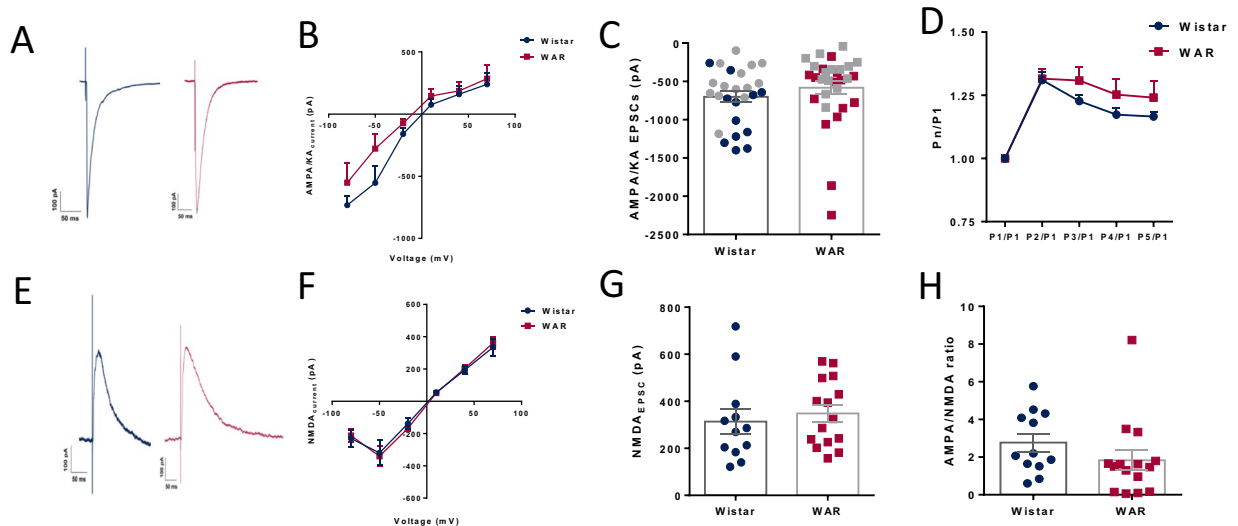 A
100 pA
50 ms
100 pA
50 ms
B
Wistar
WAR
AMPA/KA current (pA)
500
-100
-50
0
50
100
-500
-1000
Voltage (mV)
C
AMPA/KA EPSCs (pA)
0
-500
-1000
-1500
-2000
-2500
Wistar
WAR
D
Wistar
WAR
Pn/P1
1.50
1.25
1.00
0.75
P1/P1 P2/P1 P3/P1 P4/P1 P5/P1
E
100 pA
50 ms
100 pA
50 ms
F
Wistar
WAR
NMDA current (pA)
600
400
200
-100
-50
0
50
100
-200
-400
-600
Voltage (mV)
G
NMDA EPSC (pA)
800
600
400
200
0
Wistar
WAR
H
AMPA/NMDA ratio
10
8
6
4
2
0
Wistar
WAR